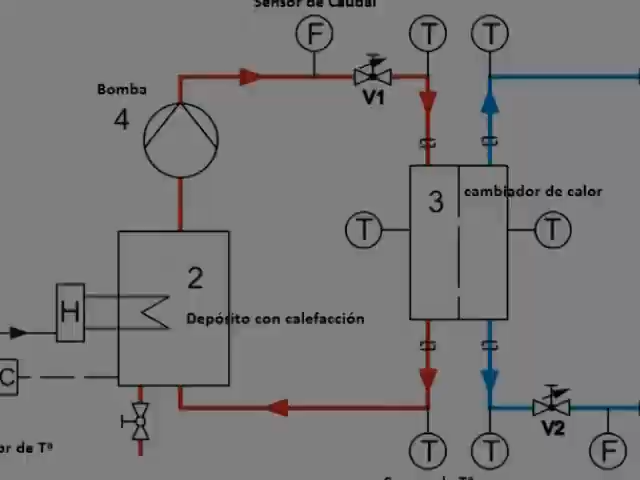 Sensor de Caudal
F
T
T
Bomba
4
V1
3
cambiador de calor
T
T
2
H
Depósito con calefacción
C
V2
or de Tª
T
T
F